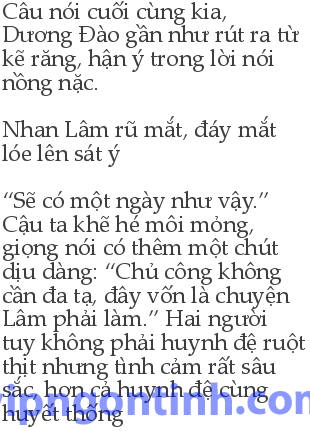 Câu nói cuối cùng kia,
Dương Đào gần như rút ra từ
kẽ răng, hận ý trong lời nói
nồng nặc.
Nhan Lâm rũ mắt, đáy mắt
lóe lên sát ý
“Sẽ có một ngày như vậy.”
Cậu ta khẽ hé môi mỏng,
giọng nói có thêm một chút
dịu dàng: “Chủ công không
cần đa tạ, đây vốn là chuyện
Lâm phải làm.” Hai người
tuy không phải huynh đệ ruột
thịt nhưng tình cảm rất sâu
sắc, hơn cả huynh đệ cùng
huyết thống
vipngontinh.com